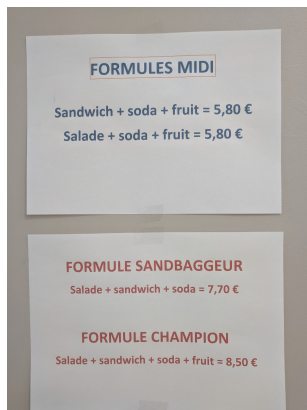 FORMULES MIDI
Sandwich + soda + fruit = 5,80 €
Salade + soda + fruit = 5,80 €
FORMULE SANDBAGGEUR
Salade + sandwich + soda = 7,70 €
FORMULE CHAMPION
Salade + sandwich + soda + fruit = 8,50 €